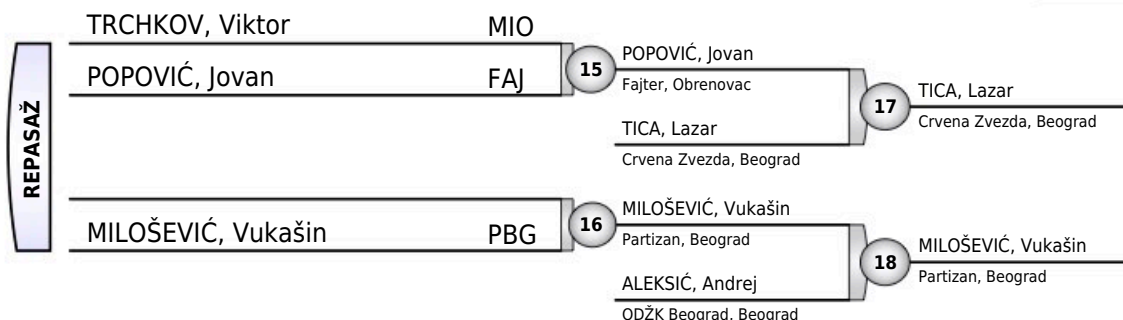 REPASAŽ
TRCHKOV, Viktor MIO
POPOVIĆ, Jovan FAJ
15
POPOVIĆ, Jovan
Fajter, Obrenovac
TICA, Lazar
Crvena Zvezda, Beograd
17
TICA, Lazar
Crvena Zvezda, Beograd
MILOŠEVIĆ, Vukašin PBG
16
MILOŠEVIĆ, Vukašin
Partizan, Beograd
ALEKSIĆ, Andrej
ODŽK Beograd, Beograd
18
MILOŠEVIĆ, Vukašin
Partizan, Beograd